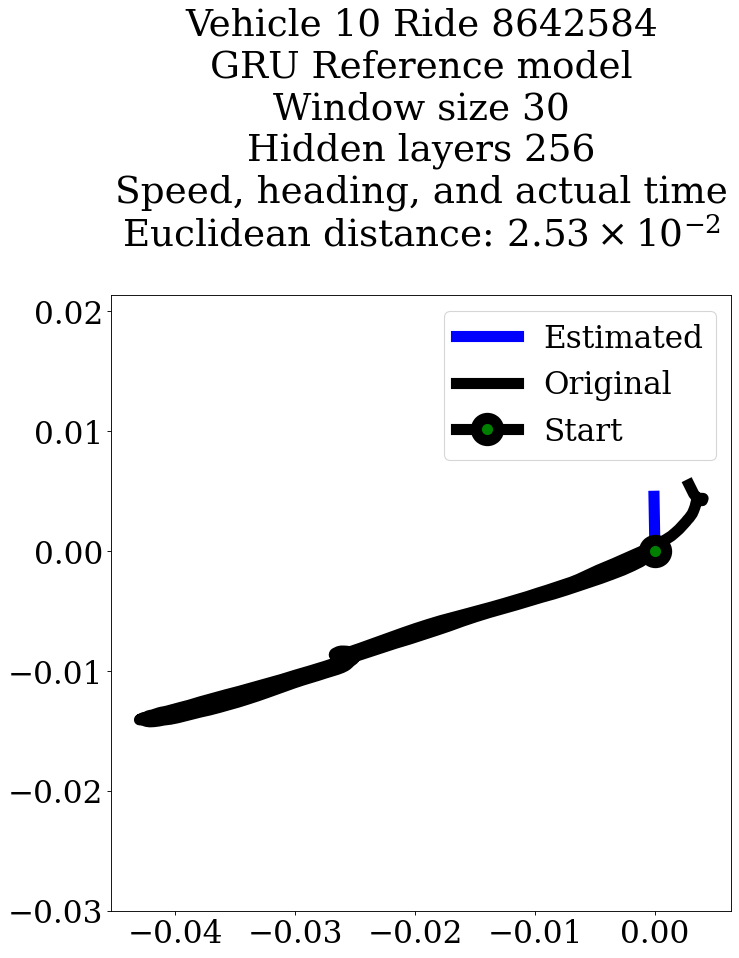 Vehicle 10 Ride 8642584
GRU Reference model
Window size 30
Hidden layers 256
Speed, heading, and actual time
Euclidean distance: 2.53 × 10⁻²
Estimated
Original
Start
0.02
0.01
0.00
−0.01
−0.02
−0.03
−0.04 −0.03 −0.02 −0.01 0.00